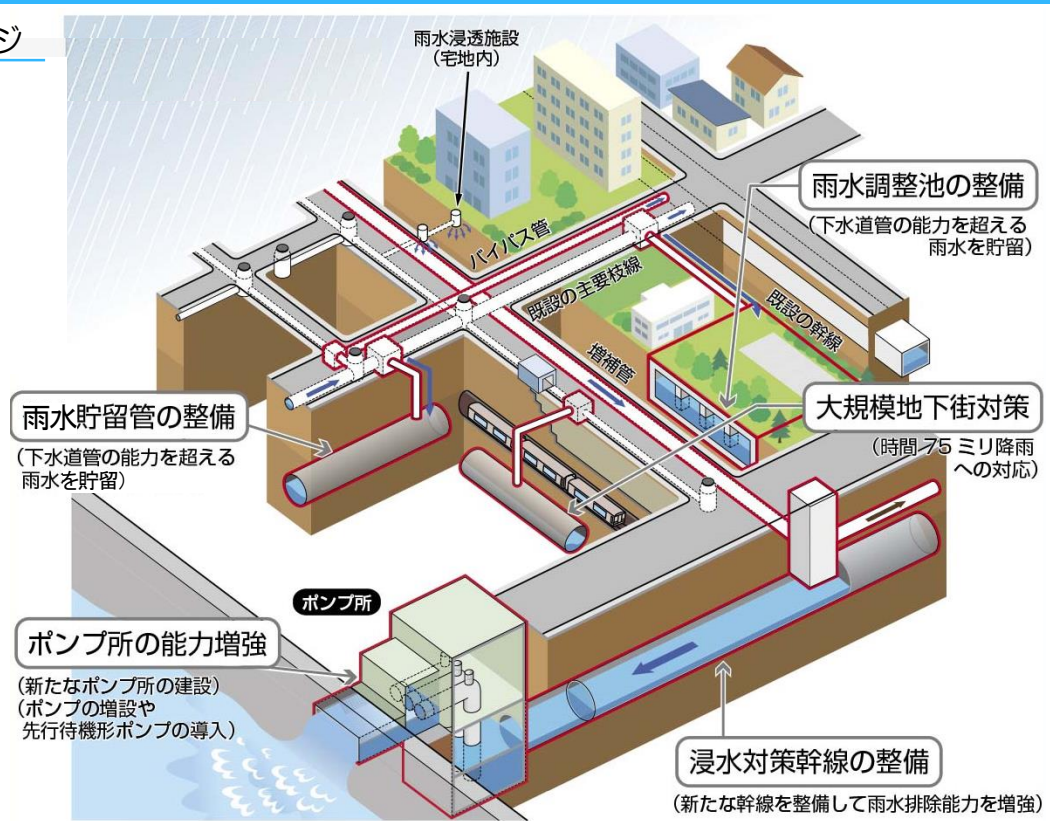 ジ
雨水浸透施設
(宅地内)
雨水調整池の整備
(下水道管の能力を超える
雨水を貯留)
バイパス管
既設の主要枝線
既設の幹線
増補管
雨水貯留管の整備
(下水道管の能力を超える
雨水を貯留)
大規模地下街対策
(時間 75 ミリ降雨
への対応)
ポンプ所
ポンプ所の能力増強
(新たなポンプ所の建設)
(ポンプの増設や
先行待機形ポンプの導入)
浸水対策幹線の整備
(新たな幹線を整備して雨水排除能力を増強)